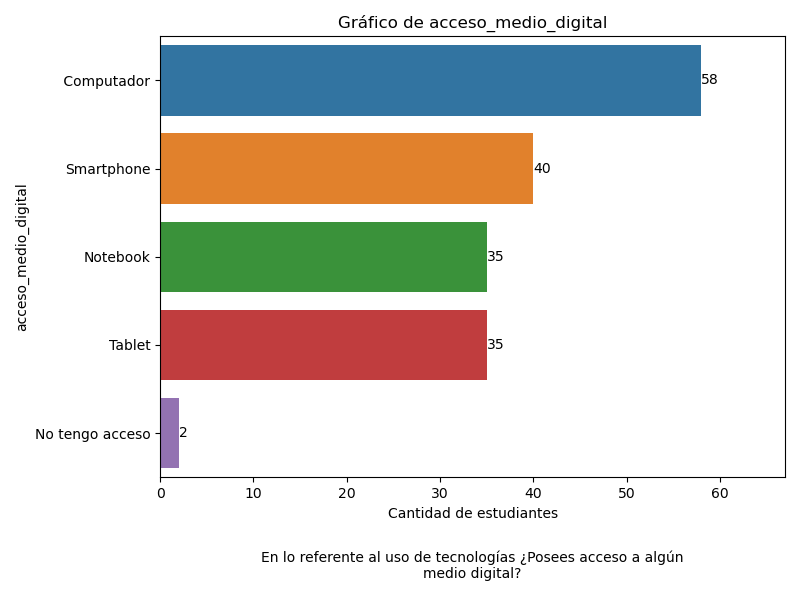 Gráfico de acceso_medio_digital
acceso_medio_digital
Computador
58
Smartphone
40
Notebook
35
Tablet
35
No tengo acceso
2
0 10 20 30 40 50 60
Cantidad de estudiantes
En lo referente al uso de tecnologías ¿Posees acceso a algún
medio digital?